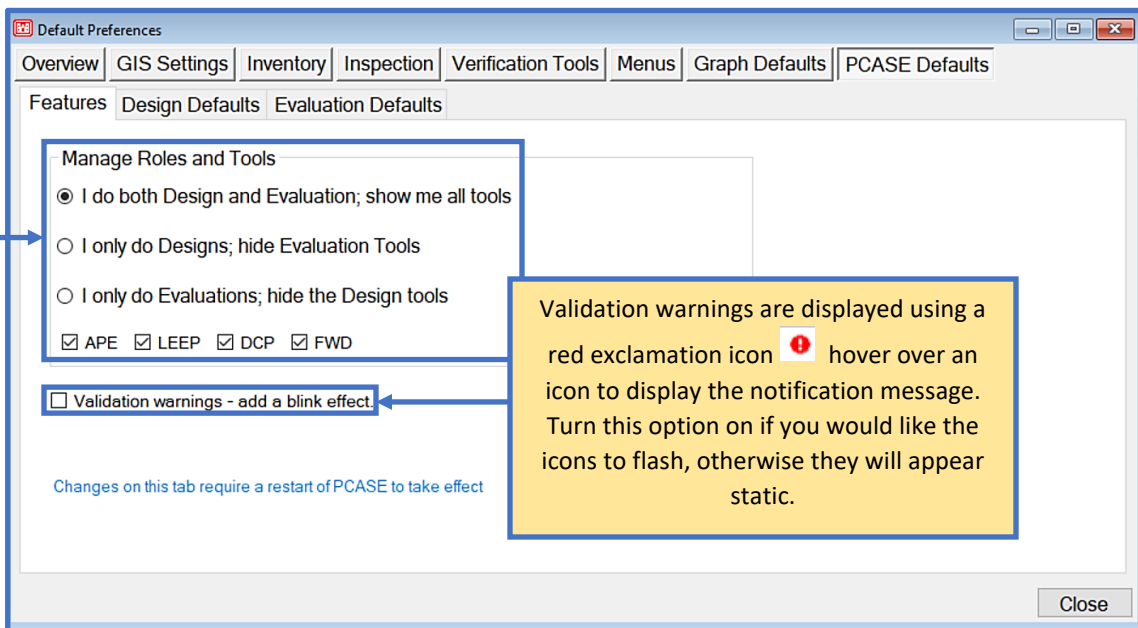 Default Preferences
Overview GIS Settings Inventory Inspection Verification Tools Menus Graph Defaults PCASE Defaults
Features Design Defaults Evaluation Defaults
Manage Roles and Tools
I do both Design and Evaluation; show me all tools
I only do Designs; hide Evaluation Tools
I only do Evaluations; hide the Design tools
APE LEEP DCP FWD
Validation warnings - add a blink effect.
Changes on this tab require a restart of PCASE to take effect
Validation warnings are displayed using a
red exclamation icon hover over an
icon to display the notification message.
Turn this option on if you would like the
icons to flash, otherwise they will appear
static.
Close